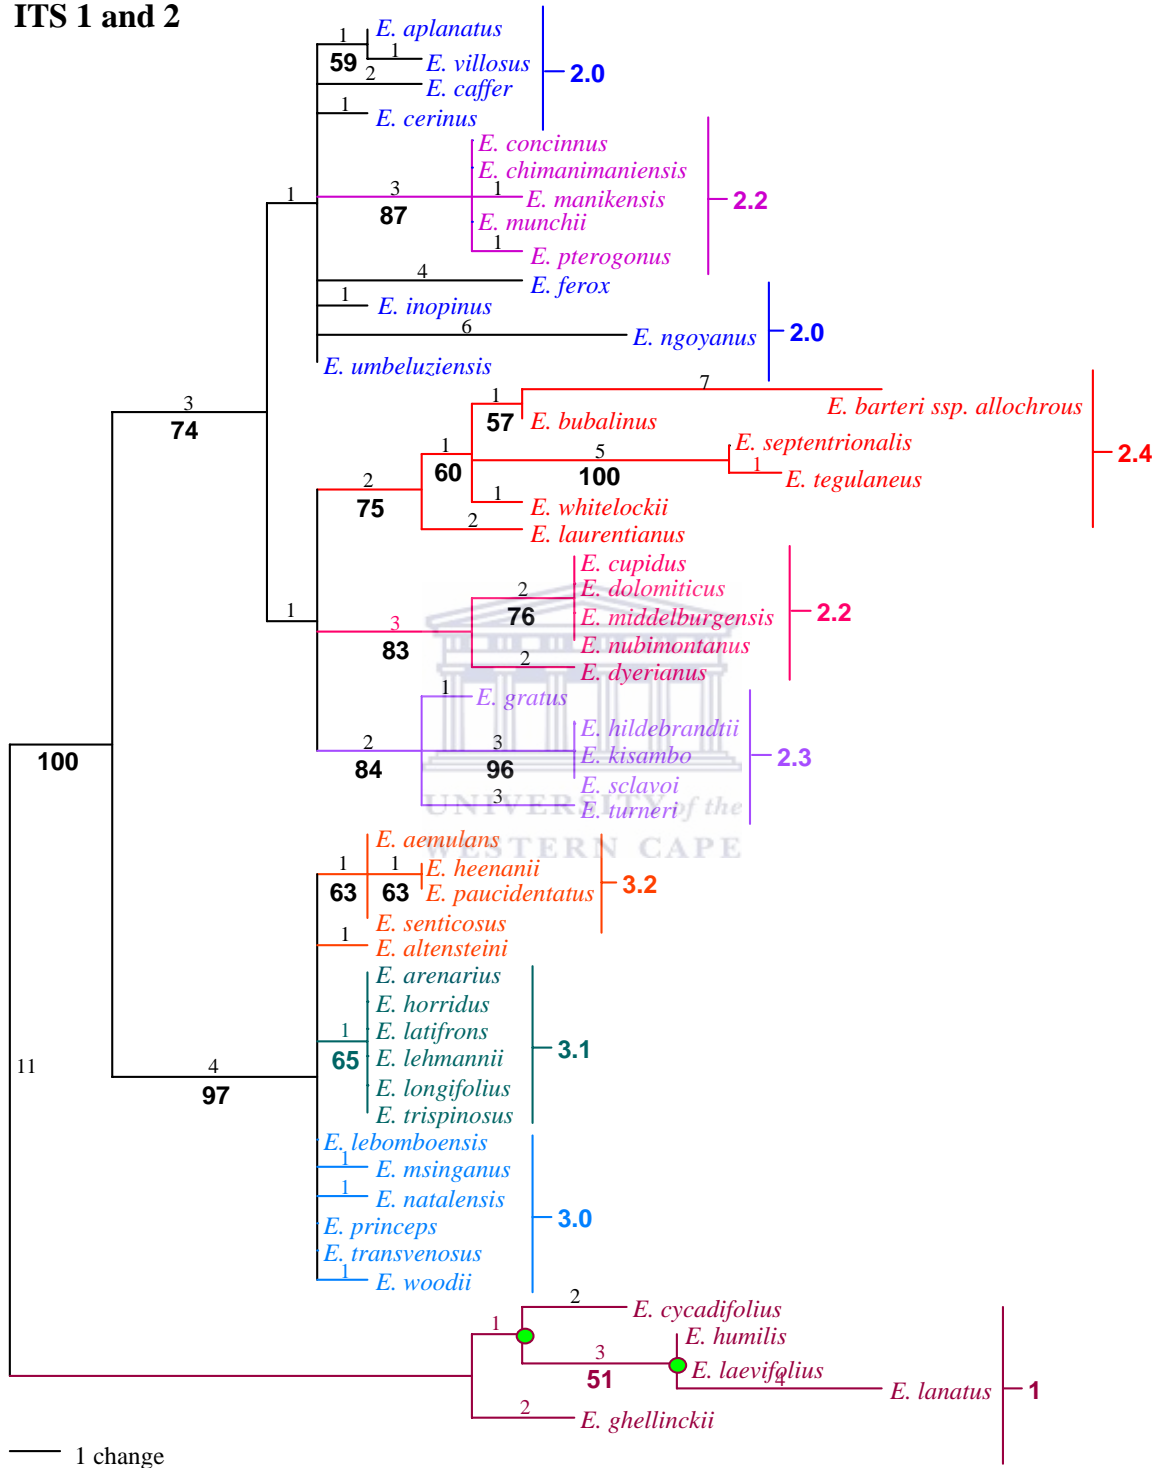 ITS 1 and 2
1
E. aplanatus
59
1
E. villosus
2.0
2
E. caffer
1
E. cerinus
E. concinnus
E. chimanimaniensis
3
1
E. manikensis
2.2
87
E. munchii
1
1
E. pterogonus
4
E. ferox
1
E. inopinus
6
E. ngoyanus
2.0
E. umbeluziensis
7
3
74
1
57
E. bubalinus
E. barteri ssp. allochrous
1
60
5
100
E. septentrionalis
2.4
1
E. tegulaneus
2
75
1
E. whitelockii
2
E. laurentianus
E. cupidus
2
76
E. dolomiticus
1
E. middelburgensis
2.2
3
83
E. nubimontanus
2
E. dyerianus
1
E. gratus
E. hildebrandtii
2
84
3
96
E. kisambo
2.3
100
E. sclavoi
3
E. turneri
UNIVERSITY of the
WESTERN CAPE
E. aemulans
1
63
1
63
E. heenanii
3.2
E. paucidentatus
E. senticosus
1
E. altensteini
E. arenarius
E. horridus
1
65
E. latifrons
3.1
E. lehmannii
11
4
97
E. longifolius
E. trispinosus
E. lebomboensis
1
E. msinganus
1
E. natalensis
3.0
E. princeps
E. transvenosus
1
E. woodii
2
E. cycadifolius
1
E. humilis
3
51
E. laevifolius
4
E. lanatus
1
2
E. ghellinckii
1 change